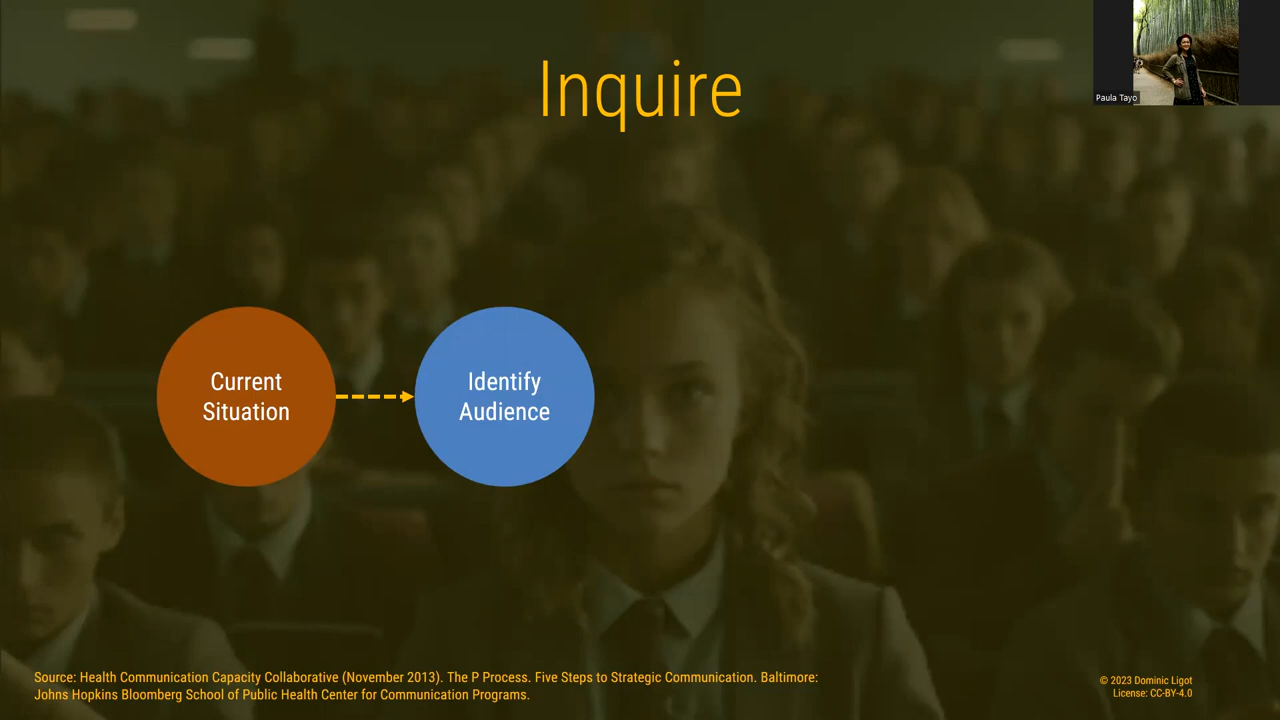 Inquire
Paula Tayo
Current
Situation
Identify
Audience
Source: Health Communication Capacity Collaborative (November 2013). The P Process. Five Steps to Strategic Communication. Baltimore:
Johns Hopkins Bloomberg School of Public Health Center for Communication Programs.
© 2023 Dominic Ligot
License: CC-BY-4.0